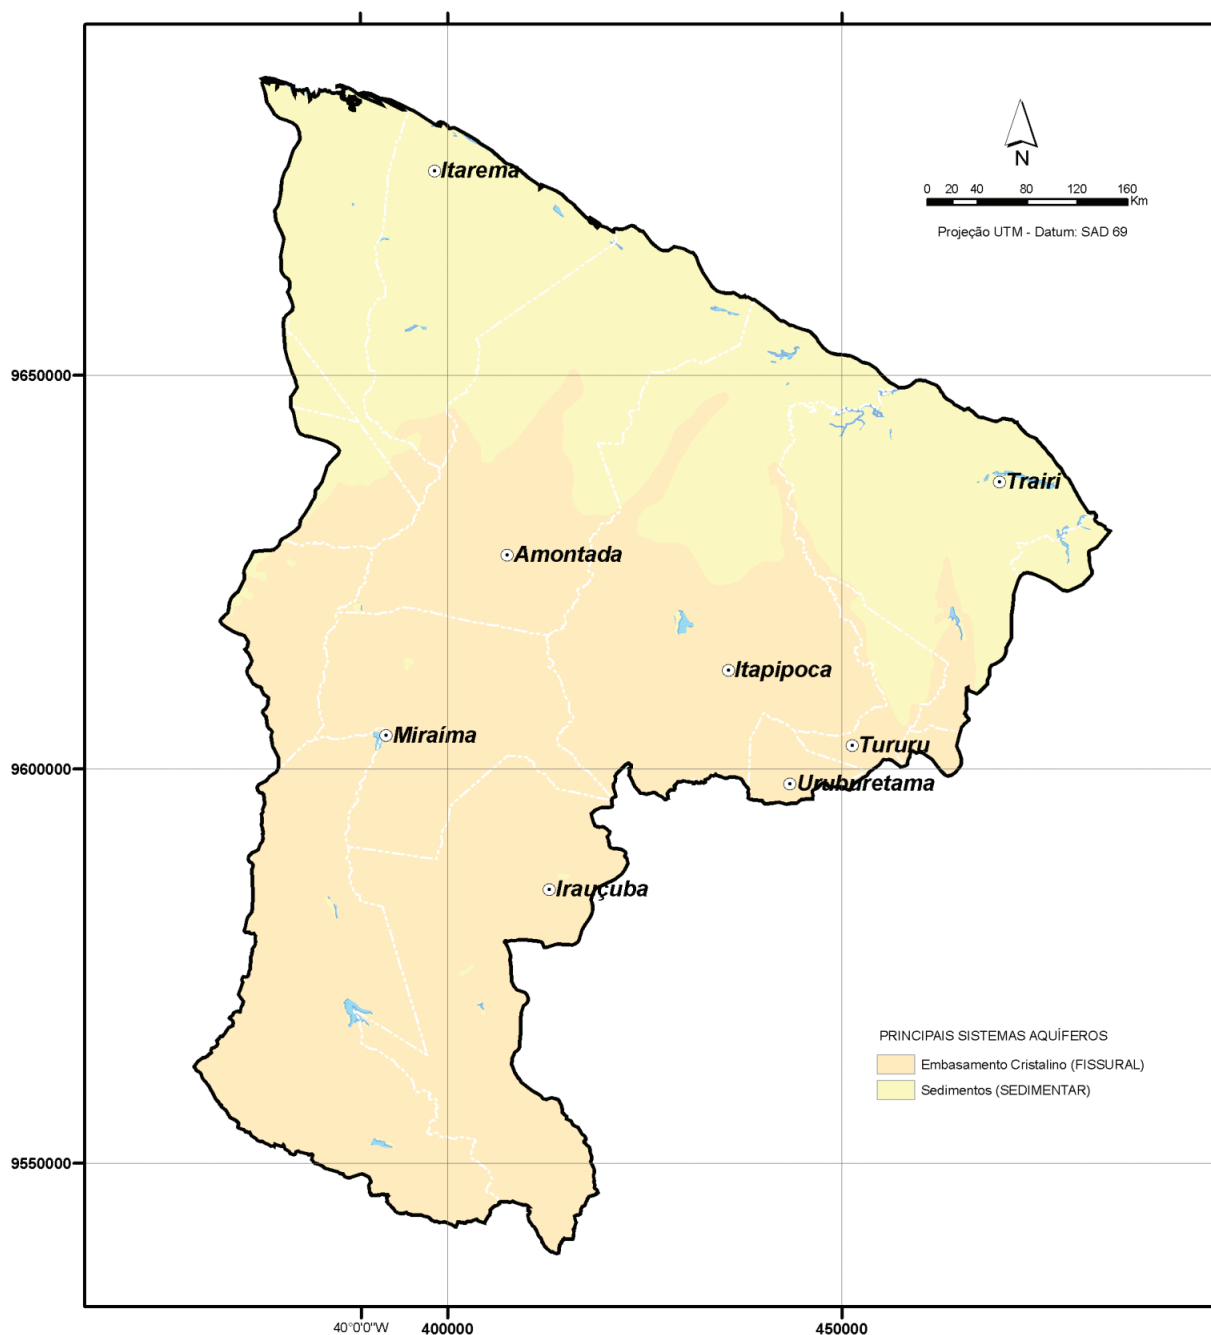 N
0 20 40 80 120 160
Km
Projeção UTM - Datum: SAD 69
Itarema
9650000
Trairi
Amontada
Itapipoca
Miraíma
Tururu
9600000
Uruburetama
Irauçuba
PRINCIPAIS SISTEMAS AQUÍFEROS
Embasamento Cristalino (FISSURAL)
Sedimentos (SEDIMENTAR)
9550000
40°0'0"W 400000 450000